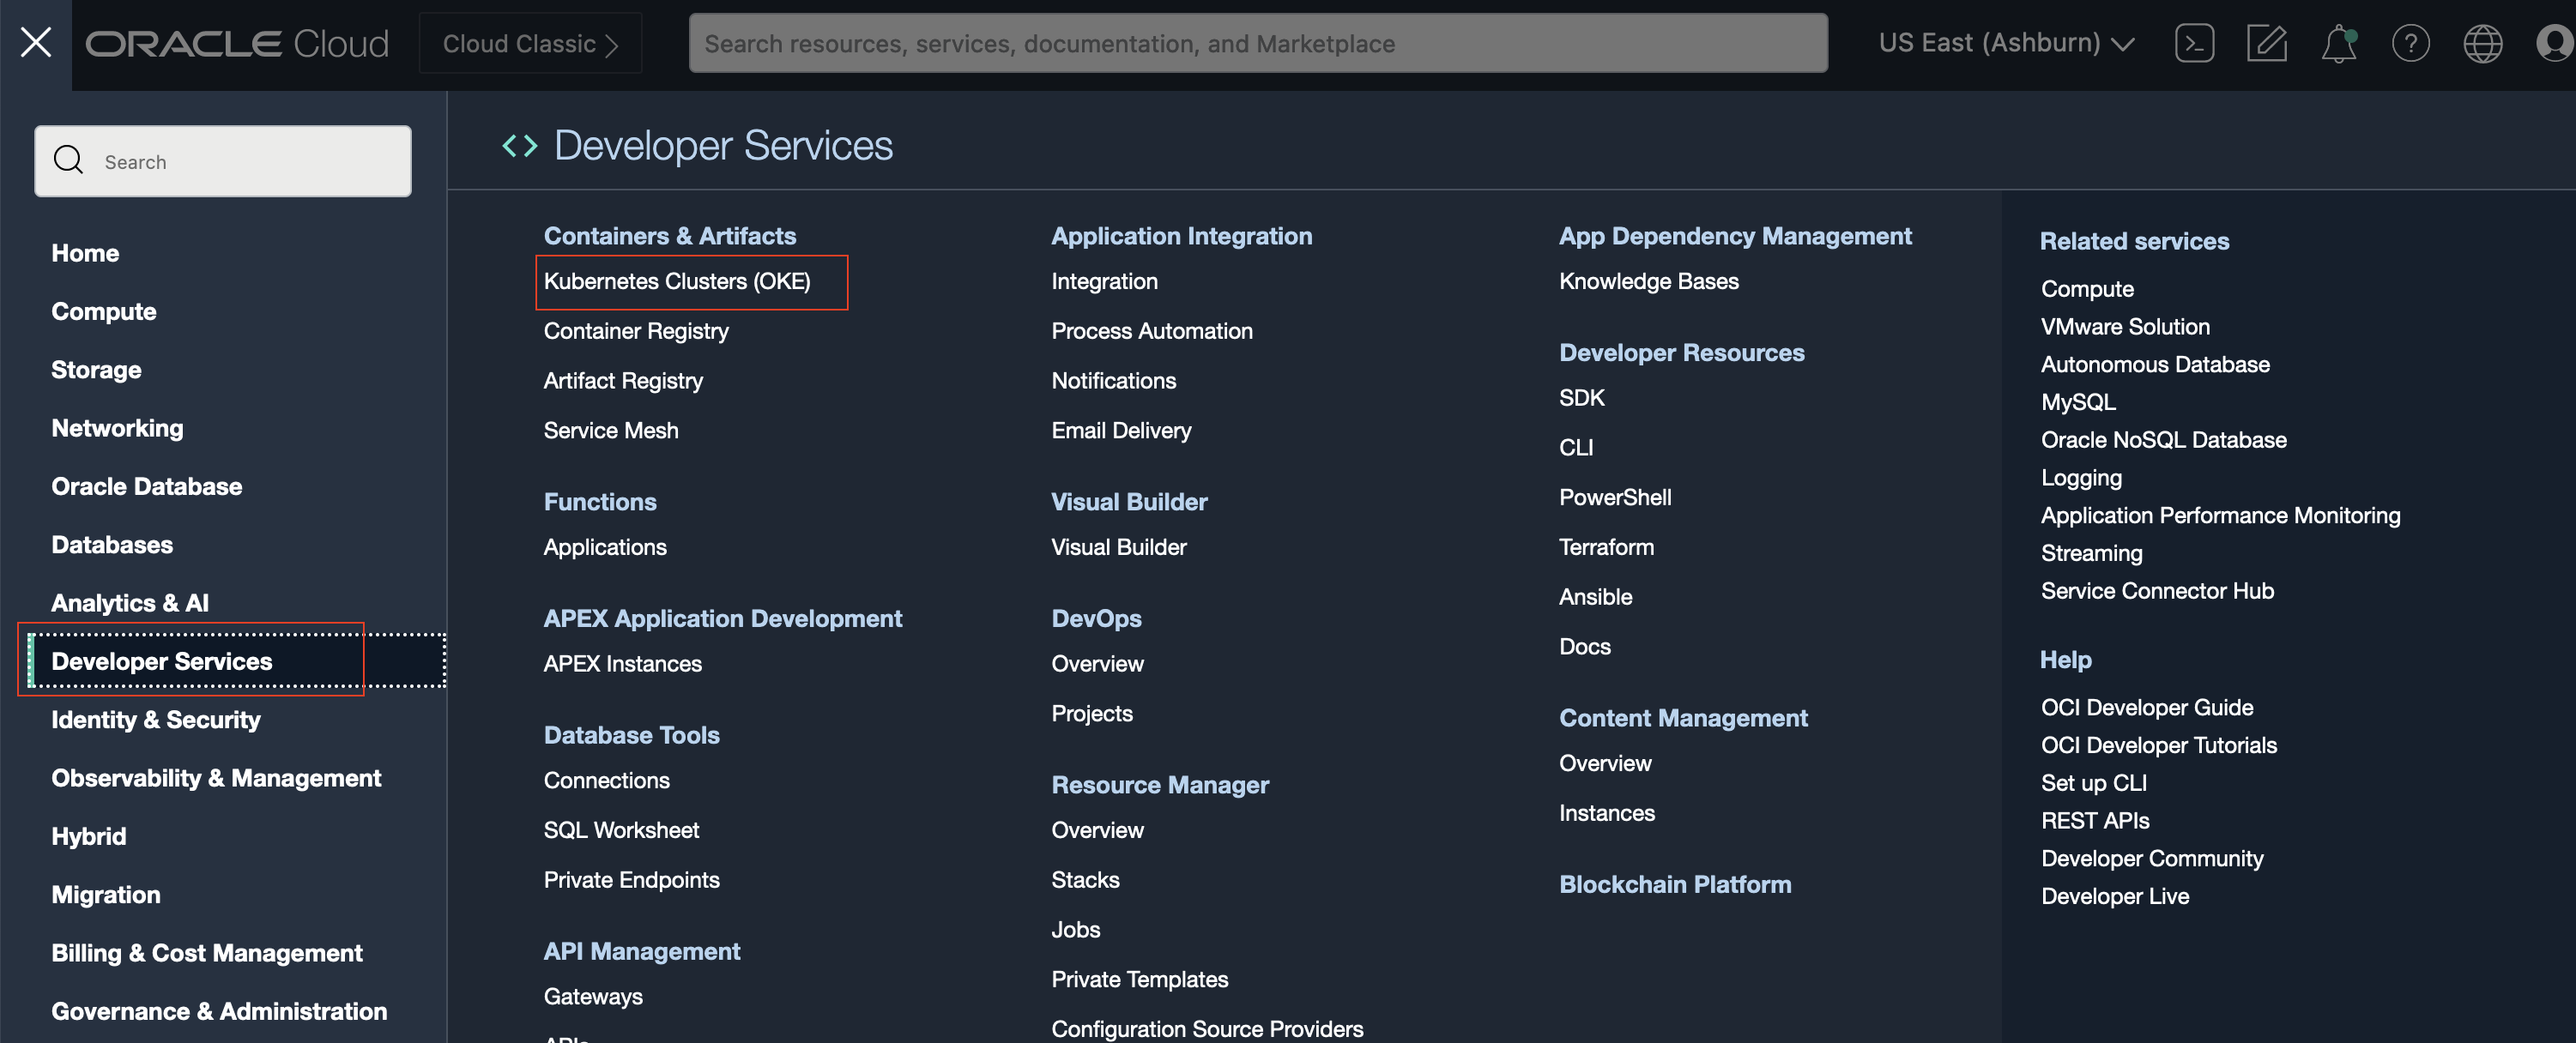 ORACLE Cloud
Cloud Classic
Search resources, services, documentation, and Marketplace
US East (Ashburn)
Search
Home
Compute
Storage
Networking
Oracle Database
Databases
Analytics & AI
Developer Services
Identity & Security
Observability & Management
Hybrid
Migration
Billing & Cost Management
Governance & Administration
Developer Services
Containers & Artifacts
Kubernetes Clusters (OKE)
Container Registry
Artifact Registry
Service Mesh
Functions
Applications
APEX Application Development
APEX Instances
Database Tools
Connections
SQL Worksheet
Private Endpoints
API Management
Gateways
APIs
Application Integration
Integration
Process Automation
Notifications
Email Delivery
Visual Builder
Visual Builder
DevOps
Overview
Projects
Resource Manager
Overview
Stacks
Jobs
Private Templates
Configuration Source Providers
App Dependency Management
Knowledge Bases
Developer Resources
SDK
CLI
PowerShell
Terraform
Ansible
Docs
Content Management
Overview
Instances
Blockchain Platform
Related services
Compute
VMware Solution
Autonomous Database
MySQL
Oracle NoSQL Database
Logging
Application Performance Monitoring
Streaming
Service Connector Hub
Help
OCI Developer Guide
OCI Developer Tutorials
Set up CLI
REST APIs
Developer Community
Developer Live